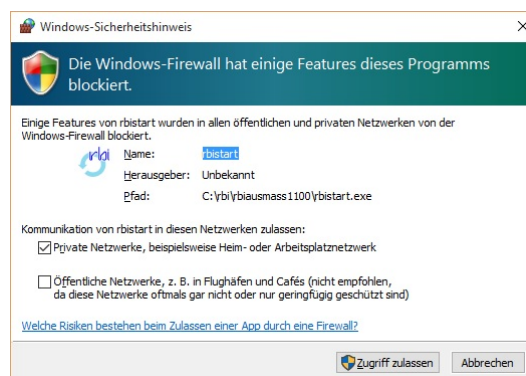 Windows-Sicherheitshinweis
Die Windows-Firewall hat einige Features dieses Programms
blockiert.
Einige Features von rbistart wurden in allen öffentlichen und privaten Netzwerken von der
Windows-Firewall blockiert.
rbi
Name: rbistart
Herausgeber: Unbekannt
Pfad: C:\rbi\rbiausmass1100\rbistart.exe
Kommunikation von rbistart in diesen Netzwerken zulassen:
Private Netzwerke, beispielsweise Heim- oder Arbeitsplatznetzwerk
Öffentliche Netzwerke, z. B. in Flughäfen und Cafés (nicht empfohlen,
da diese Netzwerke oftmals gar nicht oder nur geringfügig geschützt sind)
Welche Risiken bestehen beim Zulassen einer App durch eine Firewall?
Zugriff zulassen
Abbrechen